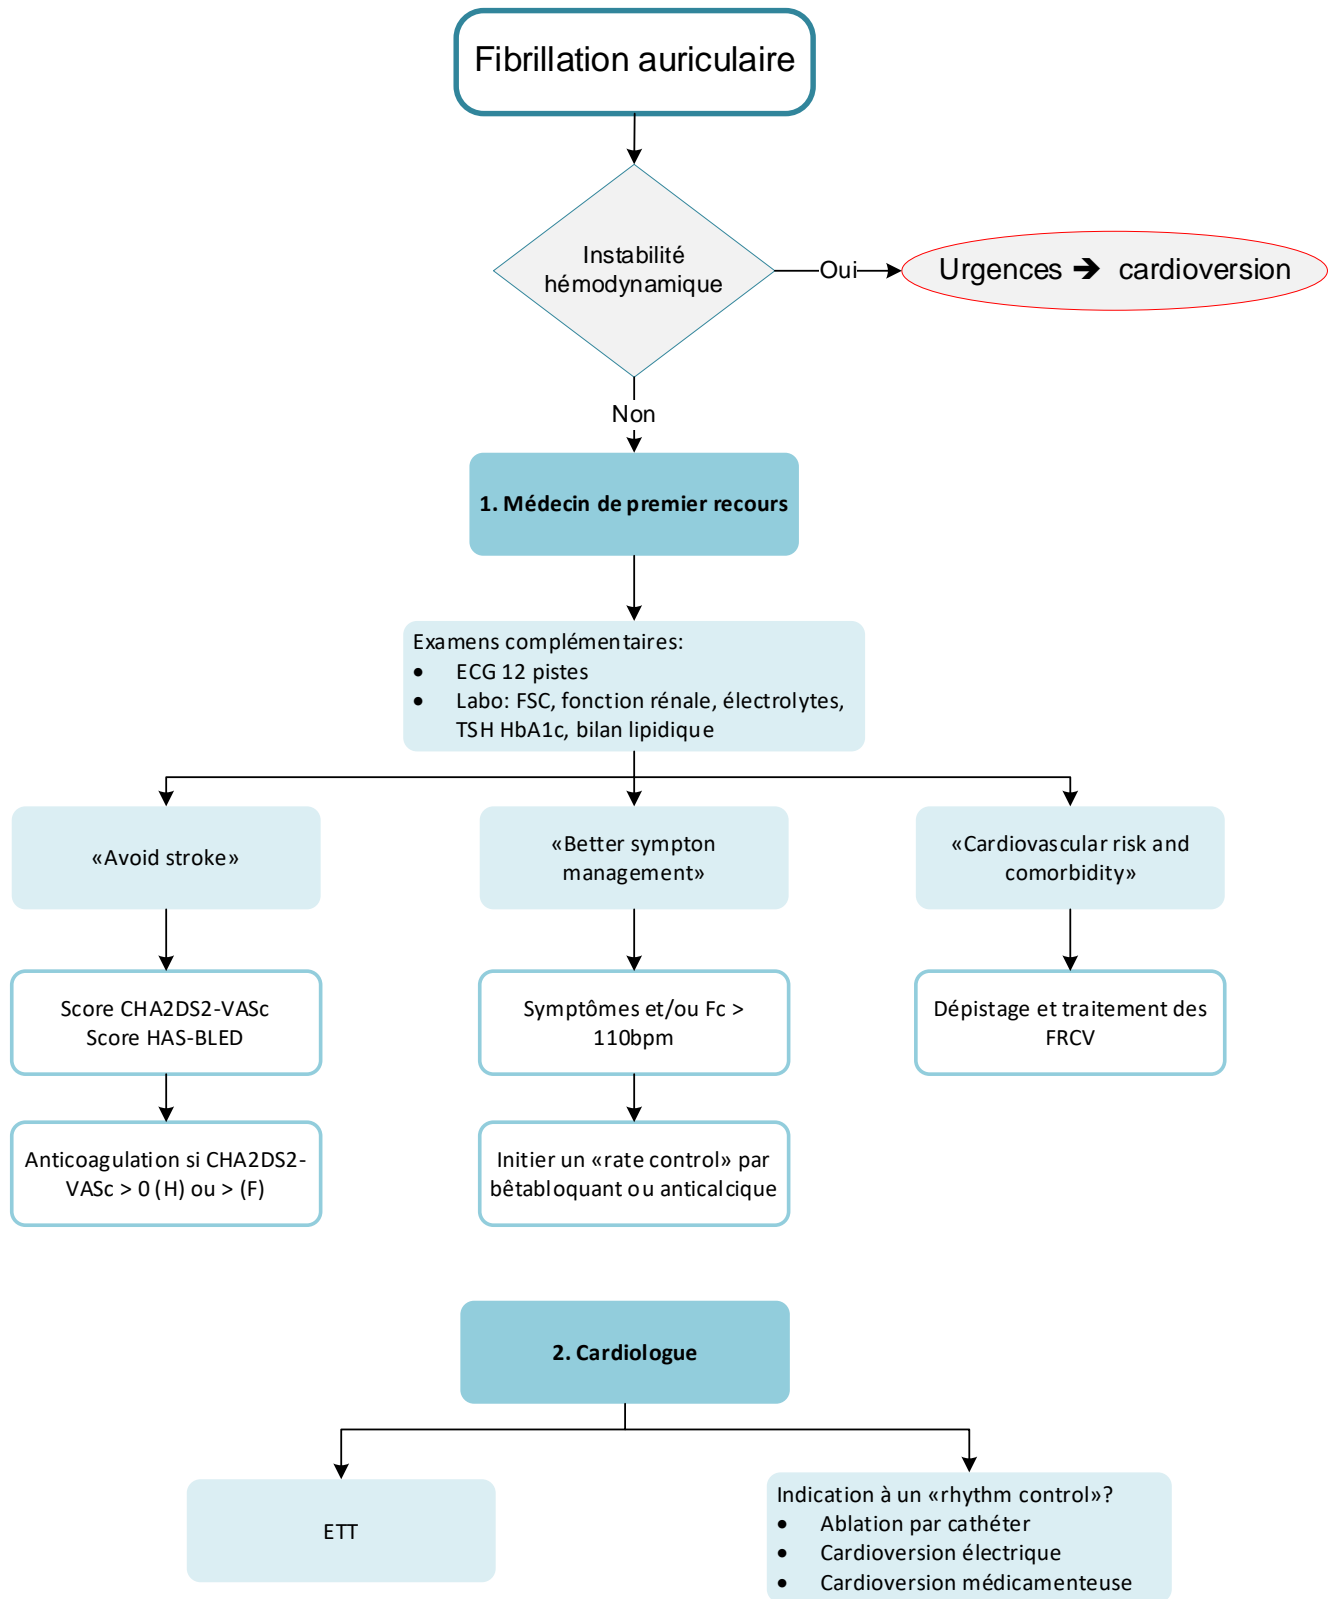 Fibrillation auriculaire
Instabilité
hémodynamique
Oui
Urgences ➔ cardioversion
Non
1. Médecin de premier recours
Examens complémentaires:
• ECG 12 pistes
• Labo: FSC, fonction rénale, électrolytes,
TSH HbA1c, bilan lipidique
«Avoid stroke»
«Better sympton
management»
«Cardiovascular risk and
comorbidity»
Score CHA2DS2-VASc
Score HAS-BLED
Symptômes et/ou Fc >
110bpm
Dépistage et traitement des
FRCV
Anticoagulation si CHA2DS2-
VASc > 0 (H) ou > (F)
Initier un «rate control» par
bêtabloquant ou anticalcique
2. Cardiologue
ETT
Indication à un «rhythm control»?
• Ablation par cathéter
• Cardioversion électrique
• Cardioversion médicamenteuse